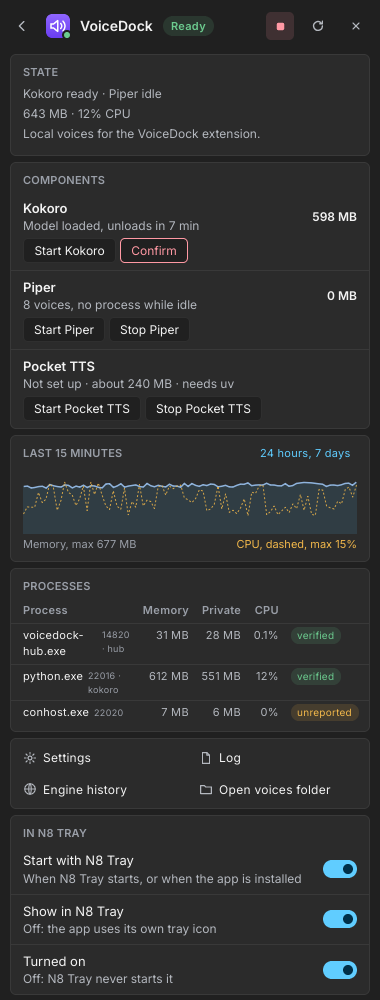 VoiceDock Ready
STATE
Kokoro ready · Piper idle
643 MB · 12% CPU
Local voices for the VoiceDock extension.
COMPONENTS
Kokoro
Model loaded, unloads in 7 min
598 MB
Start Kokoro Confirm
Piper
8 voices, no process while idle
0 MB
Start Piper Stop Piper
Pocket TTS
Not set up · about 240 MB · needs uv
Start Pocket TTS Stop Pocket TTS
LAST 15 MINUTES 24 hours, 7 days
Memory, max 677 MB CPU, dashed, max 15%
PROCESSES
Process Memory Private CPU
voicedock-hub.exe 14820 · hub 31 MB 28 MB 0.1% verified
python.exe 22016 · kokoro 612 MB 551 MB 12% verified
conhost.exe 22020 7 MB 6 MB 0% unreported
Settings Log
Engine history Open voices folder
IN N8 TRAY
Start with N8 Tray
When N8 Tray starts, or when the app is installed
Show in N8 Tray
Off: the app uses its own tray icon
Turned on
Off: N8 Tray never starts it